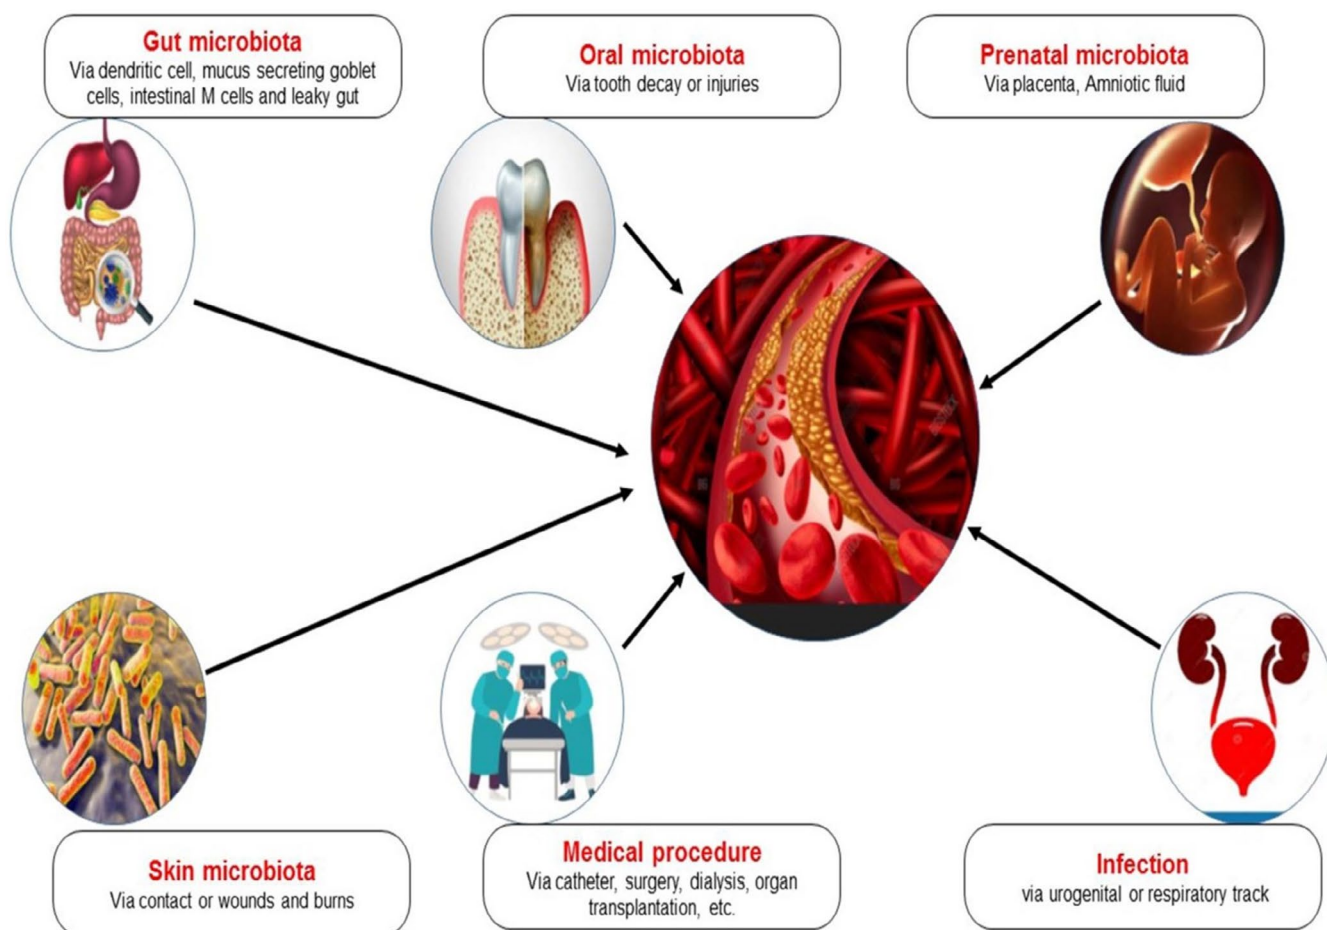 Gut microbiota
Via dendritic cell, mucus secreting goblet
cells, intestinal M cells and leaky gut
Oral microbiota
Via tooth decay or injuries
Prenatal microbiota
Via placenta, Amniotic fluid
Skin microbiota
Via contact or wounds and burns
Medical procedure
Via catheter, surgery, dialysis, organ
transplantation, etc.
Infection
via urogenital or respiratory track